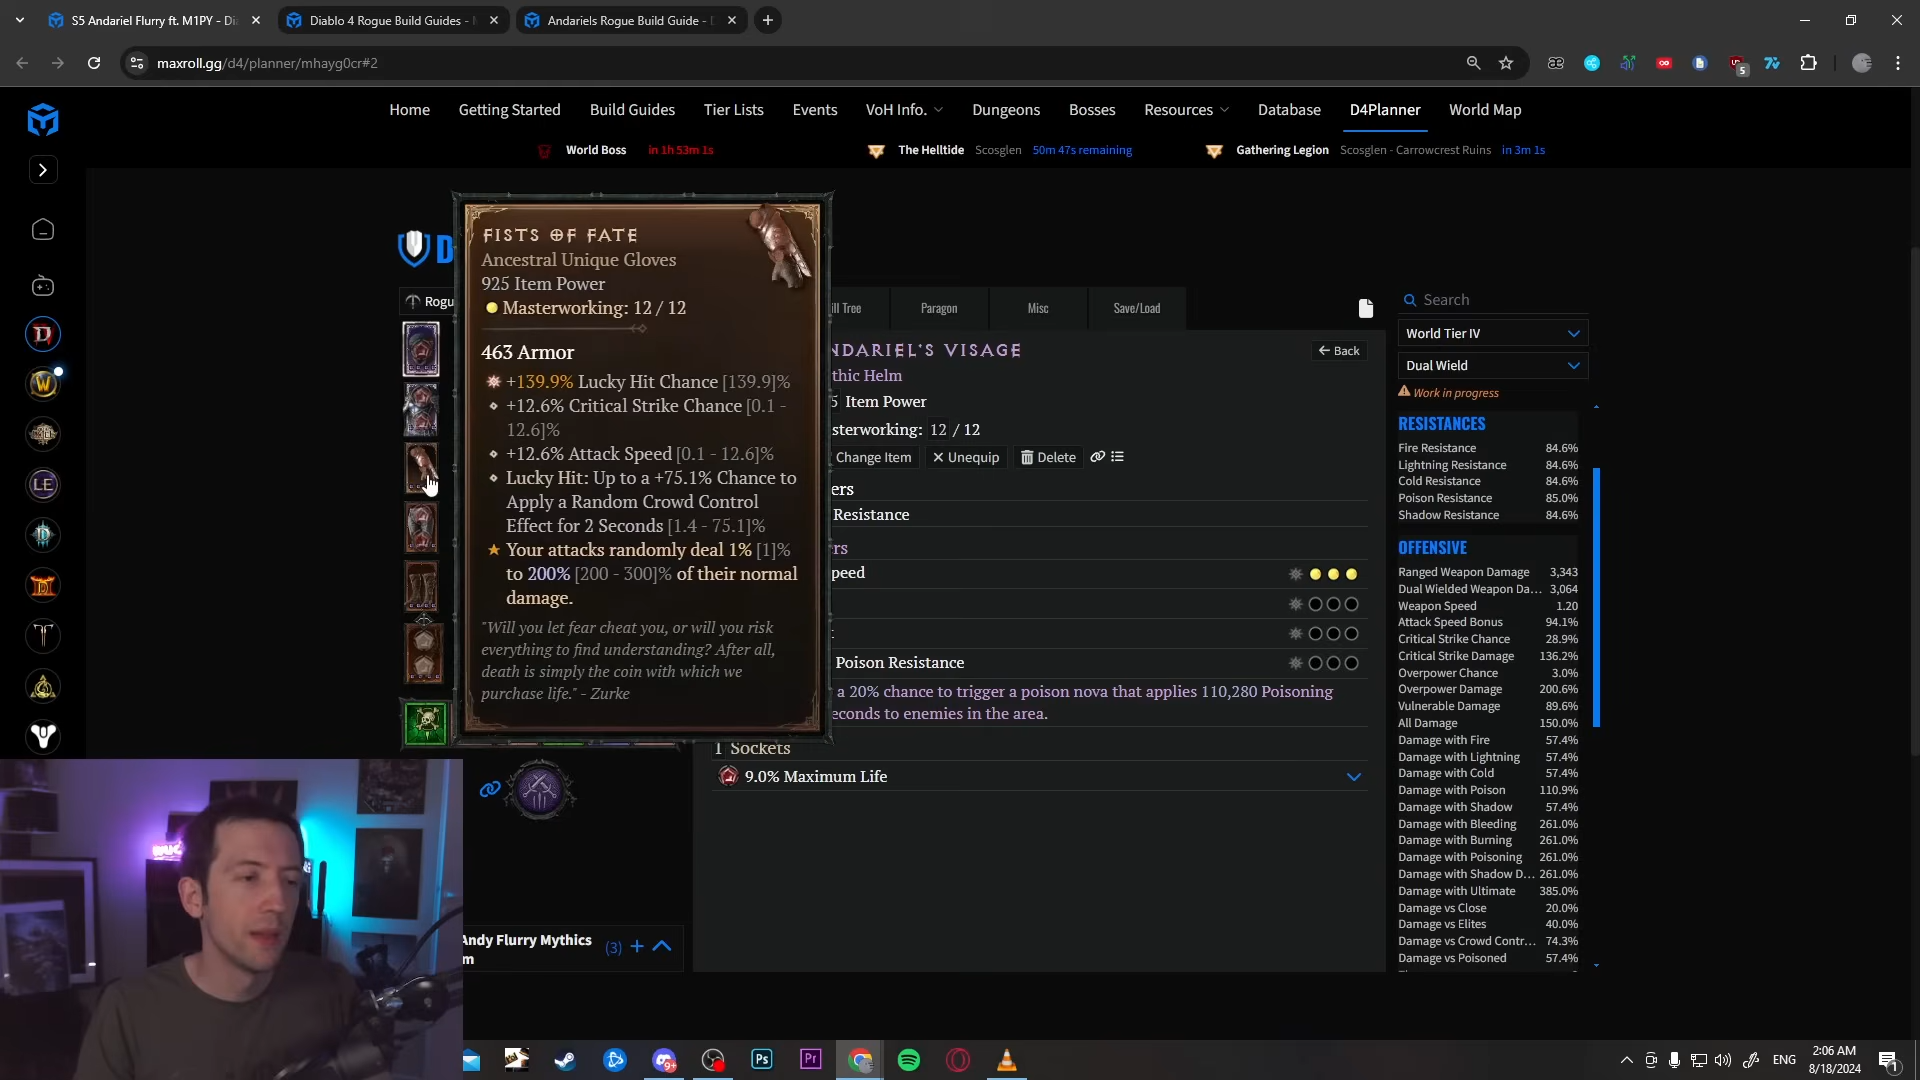 S5 Andariel Flurry ft. M1PY - Di
Diablo 4 Rogue Build Guides -
Andariels Rogue Build Guide -
maxroll.gg/d4/planner/mhayg0cr#2
5
Home
Getting Started
Build Guides
Tier Lists
Events
VoH Info.
Dungeons
Bosses
Resources
Database
D4Planner
World Map
World Boss in 1h 53m 1s
The Helltide Scosglen 50m 47s remaining
Gathering Legion Scosglen - Carrowcrest Ruins in 3m 1s
D
Rogu
FISTS OF FATE
Ancestral Unique Gloves
925 Item Power
Masterworking: 12 / 12
463 Armor
+139.9% Lucky Hit Chance [139.9]%
+12.6% Critical Strike Chance [0.1 -
12.6]%
+12.6% Attack Speed [0.1 - 12.6]%
Lucky Hit: Up to a +75.1% Chance to
Apply a Random Crowd Control
Effect for 2 Seconds [1.4 - 75.1]%
Your attacks randomly deal 1% [1]%
to 200% [200 - 300]% of their normal
damage.
"Will you let fear cheat you, or will you risk
everything to find understanding? After all,
death is simply the coin with which we
purchase life." - Zurke
ill Tree
Paragon
Misc
Save/Load
NDARIEL'S VISAGE
Back
thic Helm
5 Item Power
sterworking: 12 / 12
Change Item
Unequip
Delete
ers
Resistance
rs
peed
t
Poison Resistance
a 20% chance to trigger a poison nova that applies 110,280 Poisoning
econds to enemies in the area.
1 Sockets
9.0% Maximum Life
Andy Flurry Mythics
m
(3)
Search
World Tier IV
Dual Wield
Work in progress
RESISTANCES
Fire Resistance 84.6%
Lightning Resistance 84.6%
Cold Resistance 84.6%
Poison Resistance 85.0%
Shadow Resistance 84.6%
OFFENSIVE
Ranged Weapon Damage 3,343
Dual Wielded Weapon Da... 3,064
Weapon Speed 1.20
Attack Speed Bonus 94.1%
Critical Strike Chance 28.9%
Critical Strike Damage 136.2%
Overpower Chance 3.0%
Overpower Damage 200.6%
Vulnerable Damage 89.6%
All Damage 150.0%
Damage with Fire 57.4%
Damage with Lightning 57.4%
Damage with Cold 57.4%
Damage with Poison 110.9%
Damage with Shadow 57.4%
Damage with Bleeding 261.0%
Damage with Burning 261.0%
Damage with Poisoning 261.0%
Damage with Shadow D... 261.0%
Damage with Ultimate 385.0%
Damage vs Close 20.0%
Damage vs Elites 40.0%
Damage vs Crowd Contr... 74.3%
Damage vs Poisoned 57.4%
LE
Ps
Pr
9+
ENG
2:06 AM
8/18/2024
1